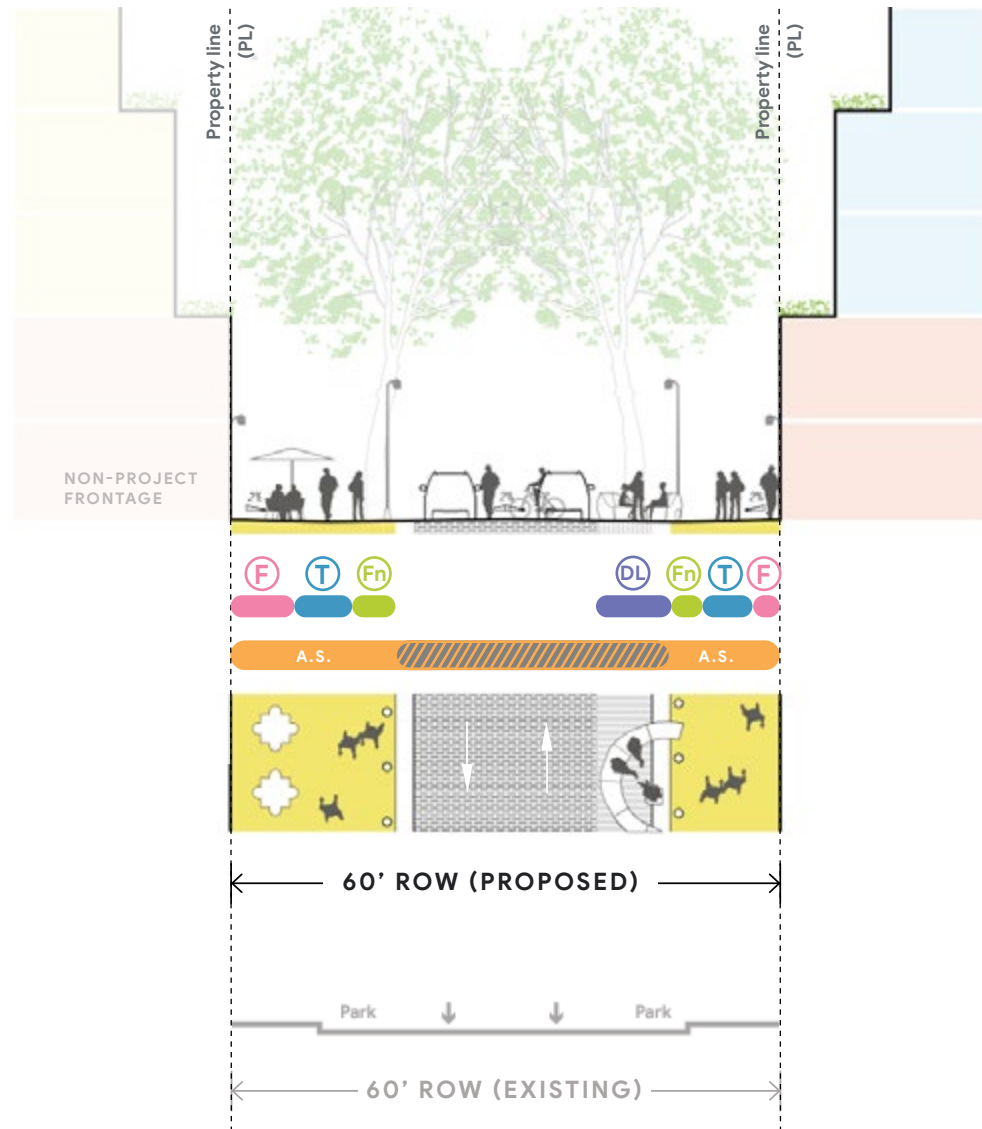 Property line
(PL)
Property line
(PL)
NON-PROJECT
FRONTAGE
F T Fn DL Fn T F
A.S. A.S.
60’ ROW (PROPOSED)
Park Park
60’ ROW (EXISTING)